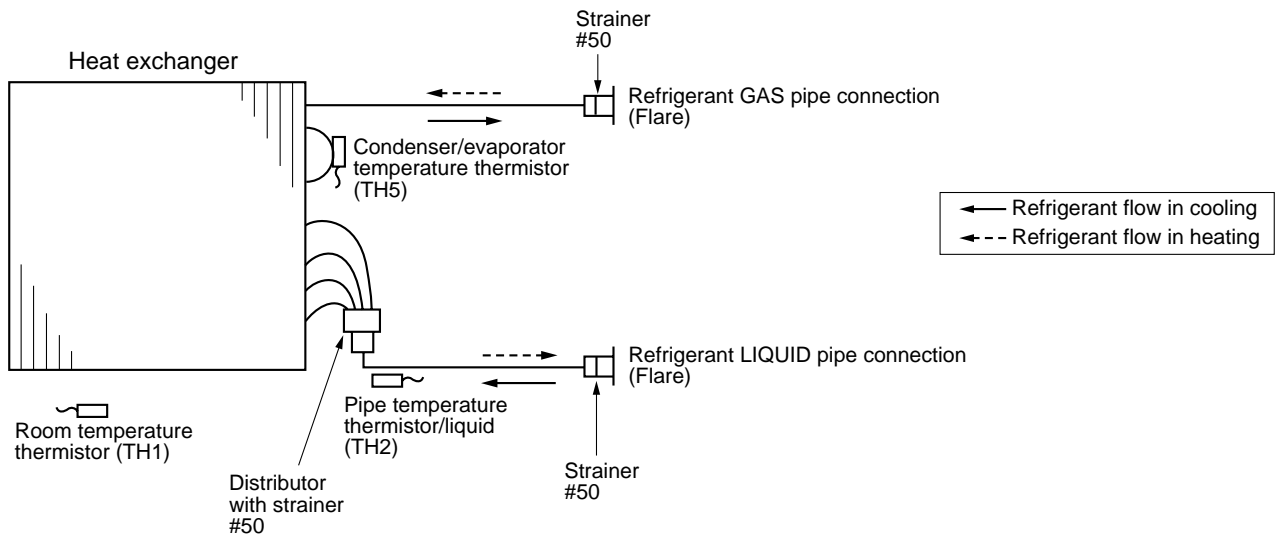 Strainer
#50
Heat exchanger
Refrigerant GAS pipe connection
(Flare)
Condenser/evaporator
temperature thermistor
(TH5)
Refrigerant flow in cooling
Refrigerant flow in heating
Refrigerant LIQUID pipe connection
(Flare)
Pipe temperature
thermistor/liquid
(TH2)
Room temperature
thermistor (TH1)
Strainer
#50
Distributor
with strainer
#50